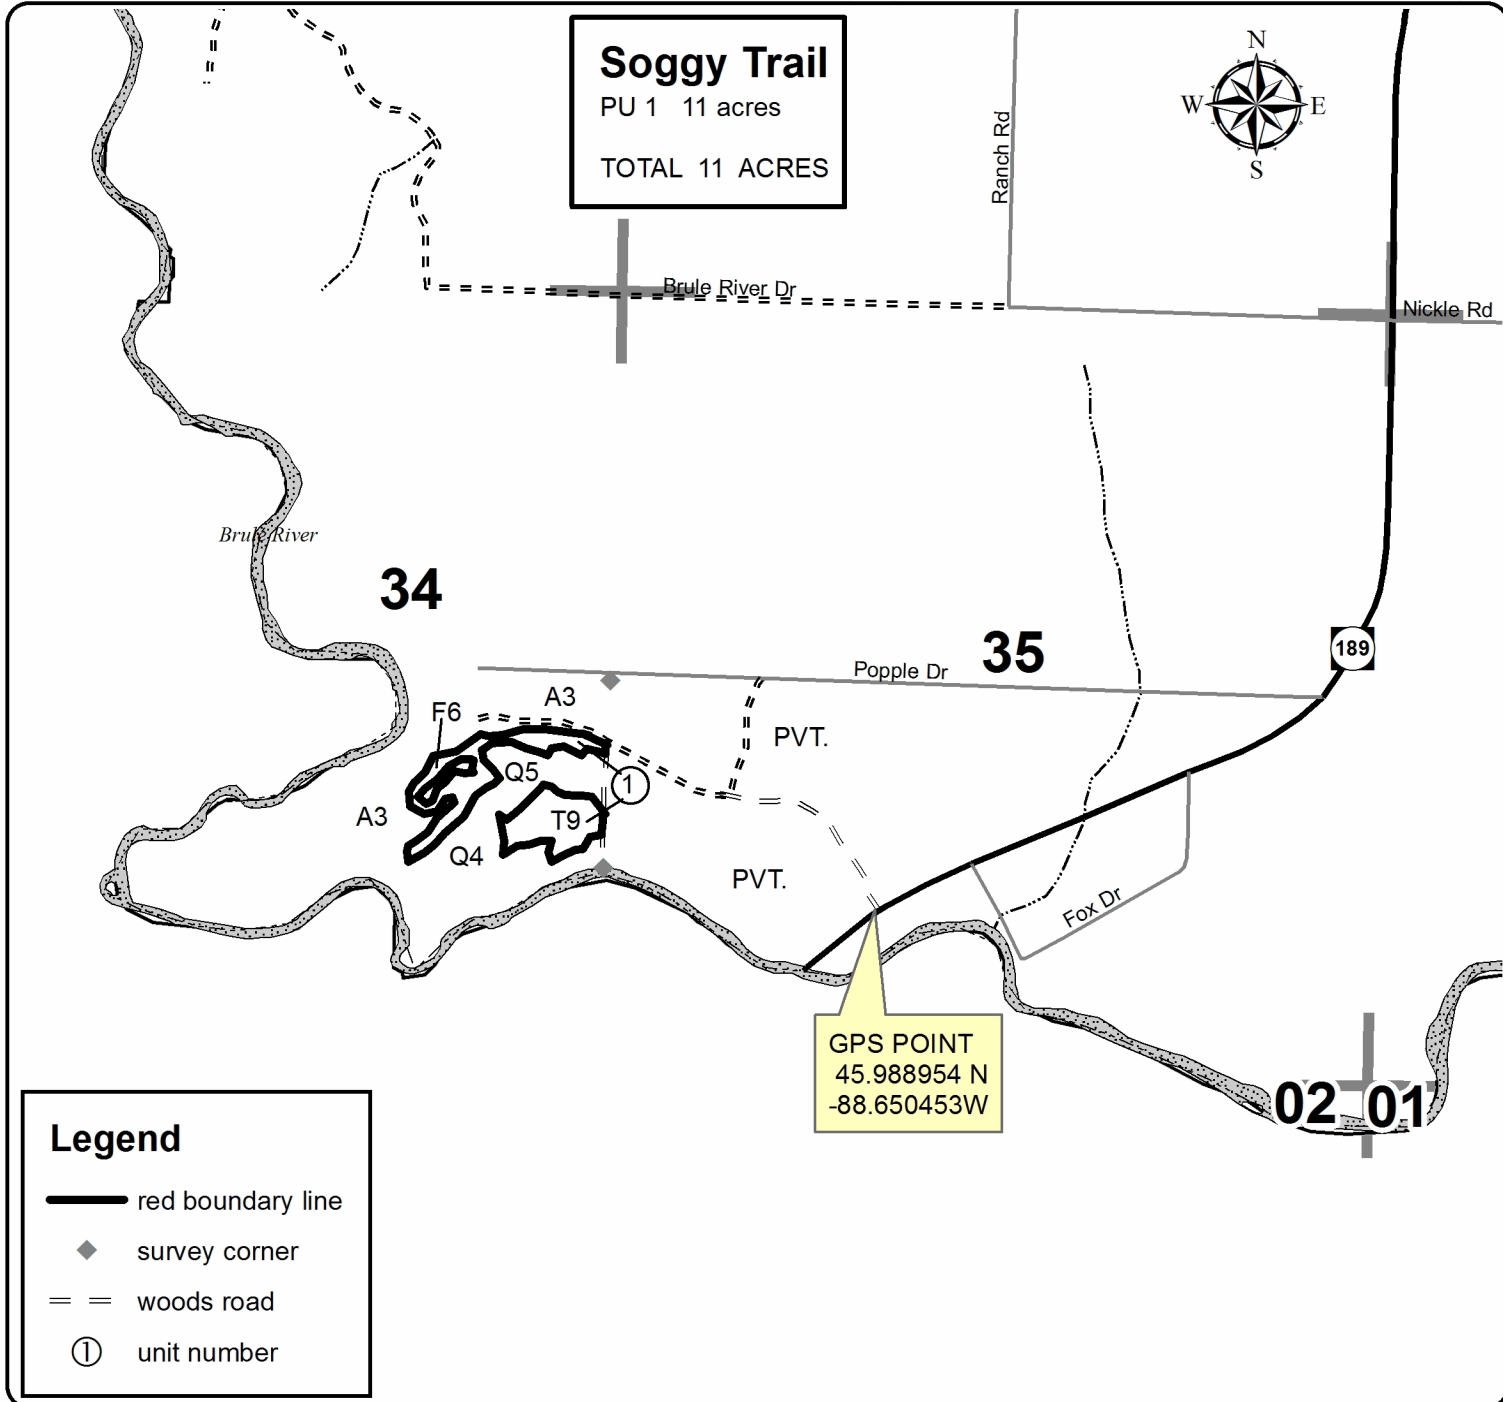 Soggy Trail
PU 1 11 acres
TOTAL 11 ACRES
N
W E
S
Ranch Rd
Brule River Dr
Nickle Rd
Brule River
34
35
189
Popple Dr
A3
F6
PVT.
Q5
1
A3
T9
Q4
PVT.
Fox Dr
GPS POINT
45.988954 N
-88.650453W
02 01
Legend
red boundary line
survey corner
woods road
1 unit number